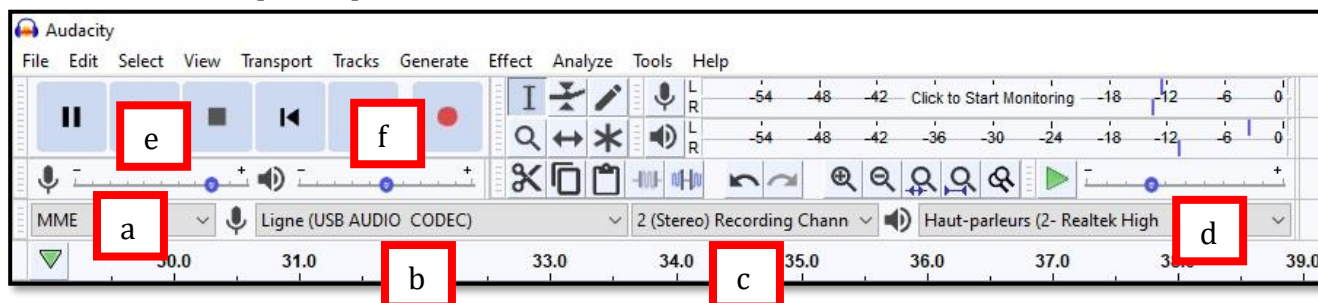 Audacity
File Edit Select View Transport Tracks Generate Effect Analyze Tools Help
L -54 -48 -42 Click to Start Monitoring -18 -12 -6 0
R
e f
L -54 -48 -42 -36 -30 -24 -18 -12 -6 0
R
- + - + - +
MME a Ligne (USB AUDIO CODEC) 2 (Stereo) Recording Chann Haut-parleurs (2- Realtek High d
31.0 b 33.0 34.0 c 35.0 36.0 37.0 39.0